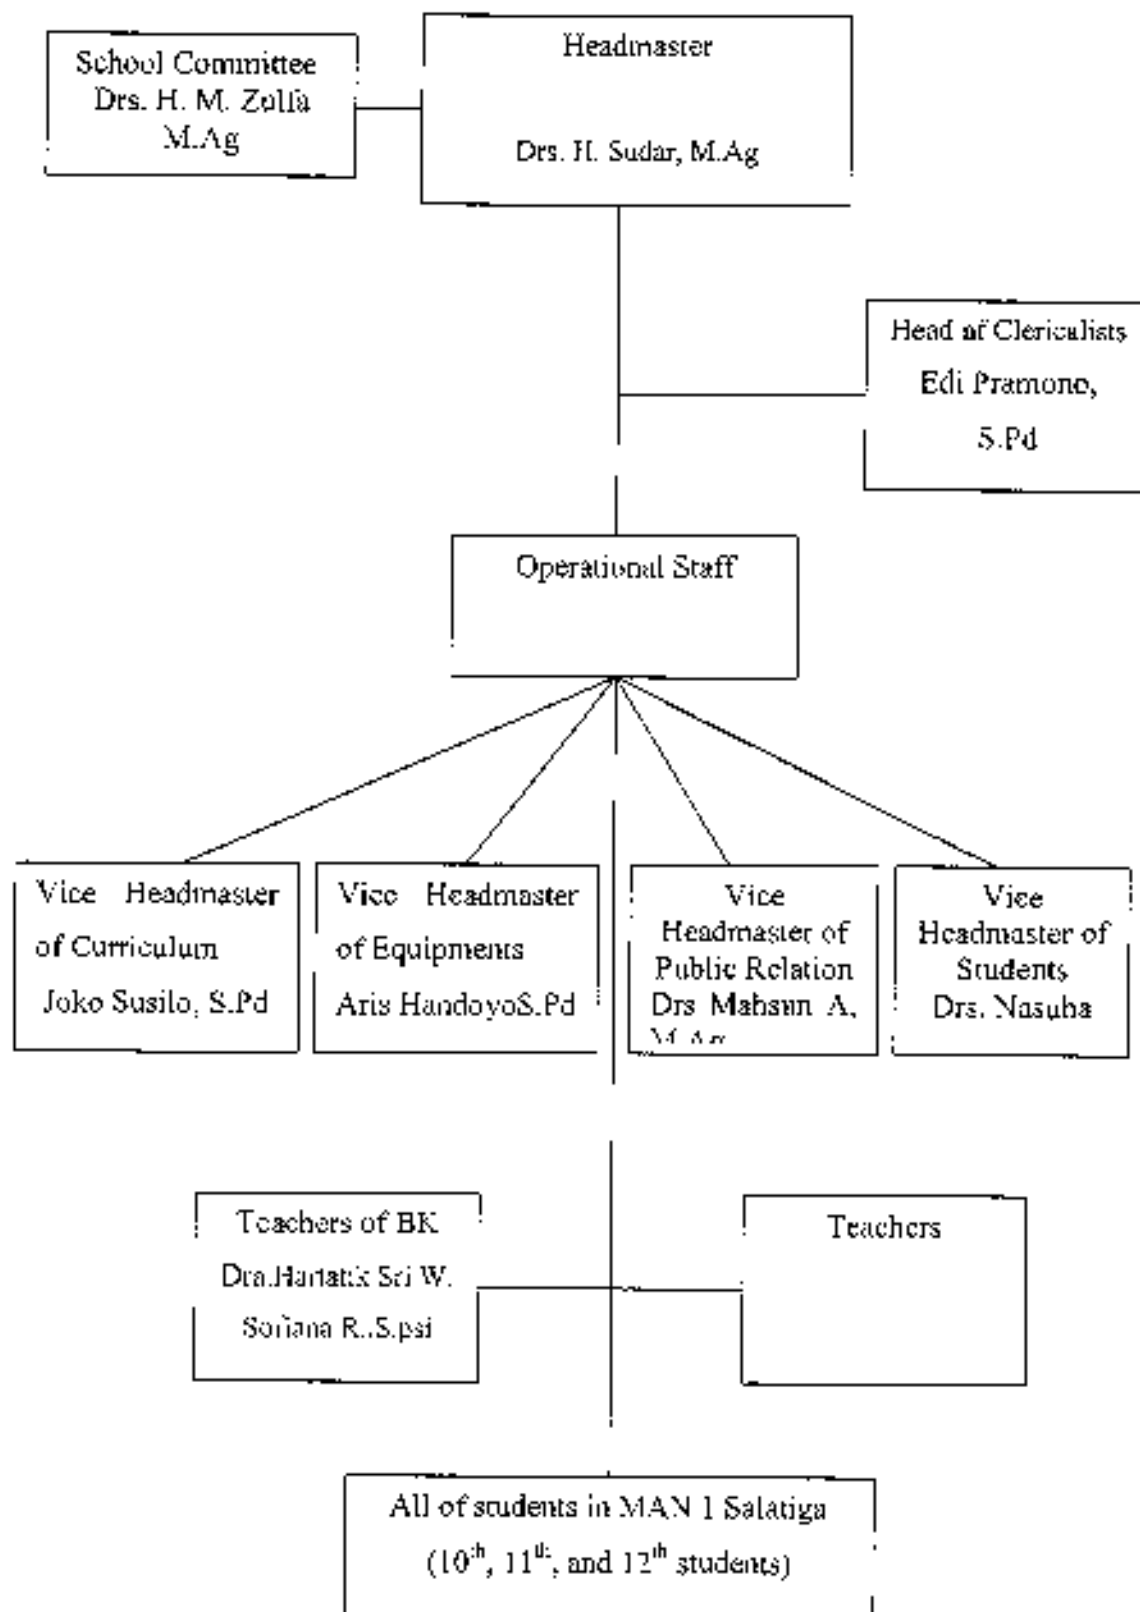 School Committee
Drs. H. M. Zulfa
M.Ag
Headmaster
Drs. H. Sudar, M.Ag
Head of Clericalists
Edi Pramono,
S.Pd
Operational Staff
Vice Headmaster
of Curriculum
Joko Susilo, S.Pd
Vice Headmaster
of Equipments
Aris HandoyoS.Pd
Vice
Headmaster of
Public Relation
Drs Mahsun A,
Vice
Headmaster of
Students
Drs. Nasuha
Teachers of BK
Sri W.
R..S.psi
Teachers
All of students in MAN 1 Salatiga
(10th, 11th, and 12th students)